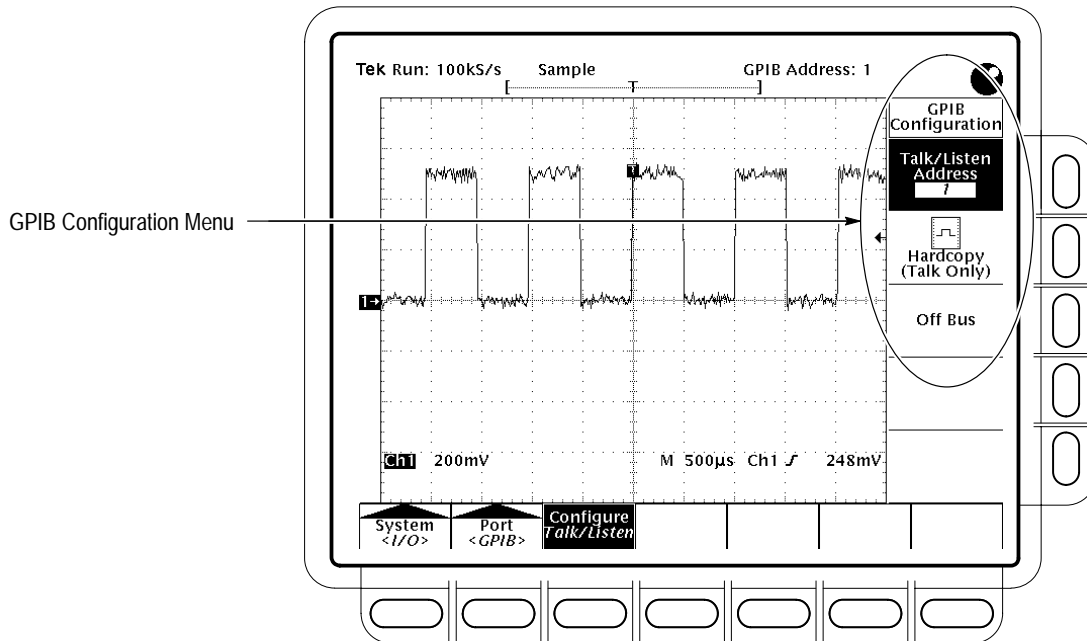 Tek Run: 100kS/s Sample GPIB Address: 1
[ T ]
GPIB
Configuration
Talk/Listen
Address
1
T
GPIB Configuration Menu
Hardcopy
(Talk Only)
1→
Off Bus
Ch1 200mV M 500µs Ch1 248mV
System
<I/O>
Port
<GPIB>
Configure
Talk/Listen